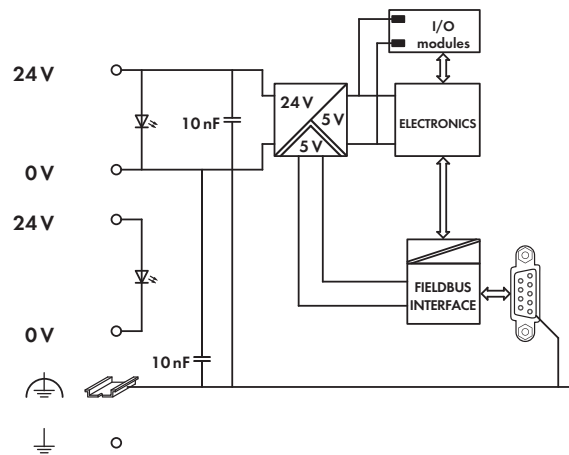 I/O
modules
24 V
24 V
5 V
10 nF
ELECTRONICS
5 V
0 V
24 V
FIELDBUS
INTERFACE
0 V
10 nF